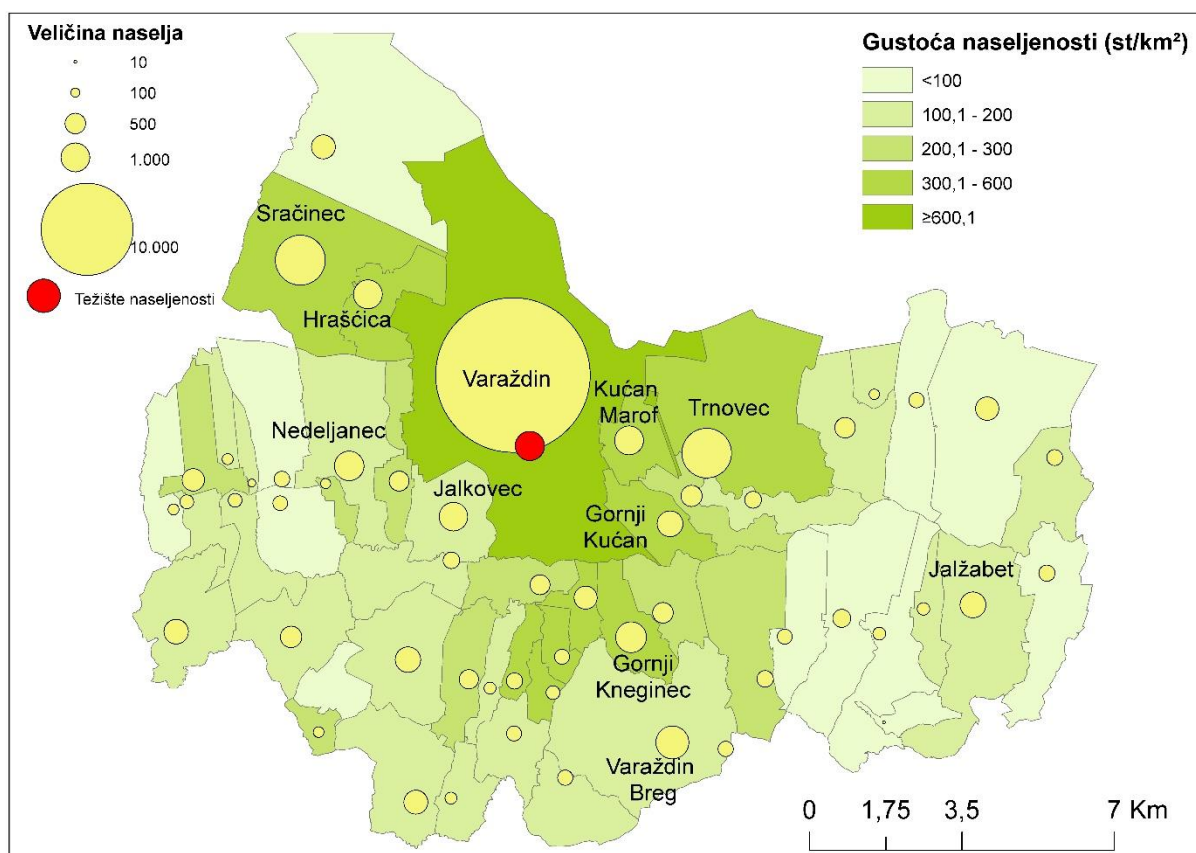 Veličina naselja
10
100
500
1.000
10.000
Težište naseljenosti
Gustoća naseljenosti (st/km²)
<100
100,1 - 200
200,1 - 300
300,1 - 600
≥600,1
Sračinec
Hrašćica
Varaždin
Kućan
Marof
Trnovec
Nedeljanec
Jalkovec
Gornji
Kućan
Jalžabet
Gornji
Kneginec
Varaždin
Breg
0 1,75 3,5 7 Km